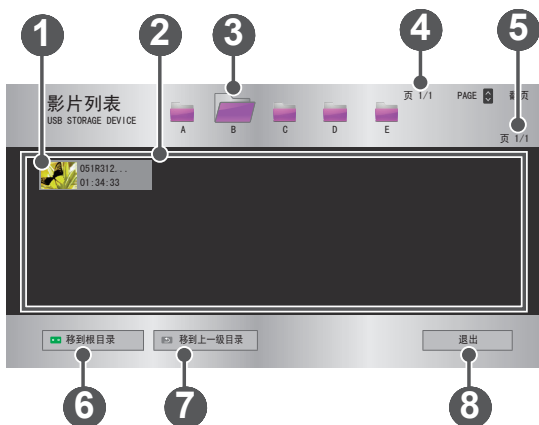 1 2 3 4 5
影片列表
USB STORAGE DEVICE
A B C D E
页 1/1 PAGE 页
页 1/1
051R312...
01:34:33
移到根目录 移到上一级目录 退出
6 7 8